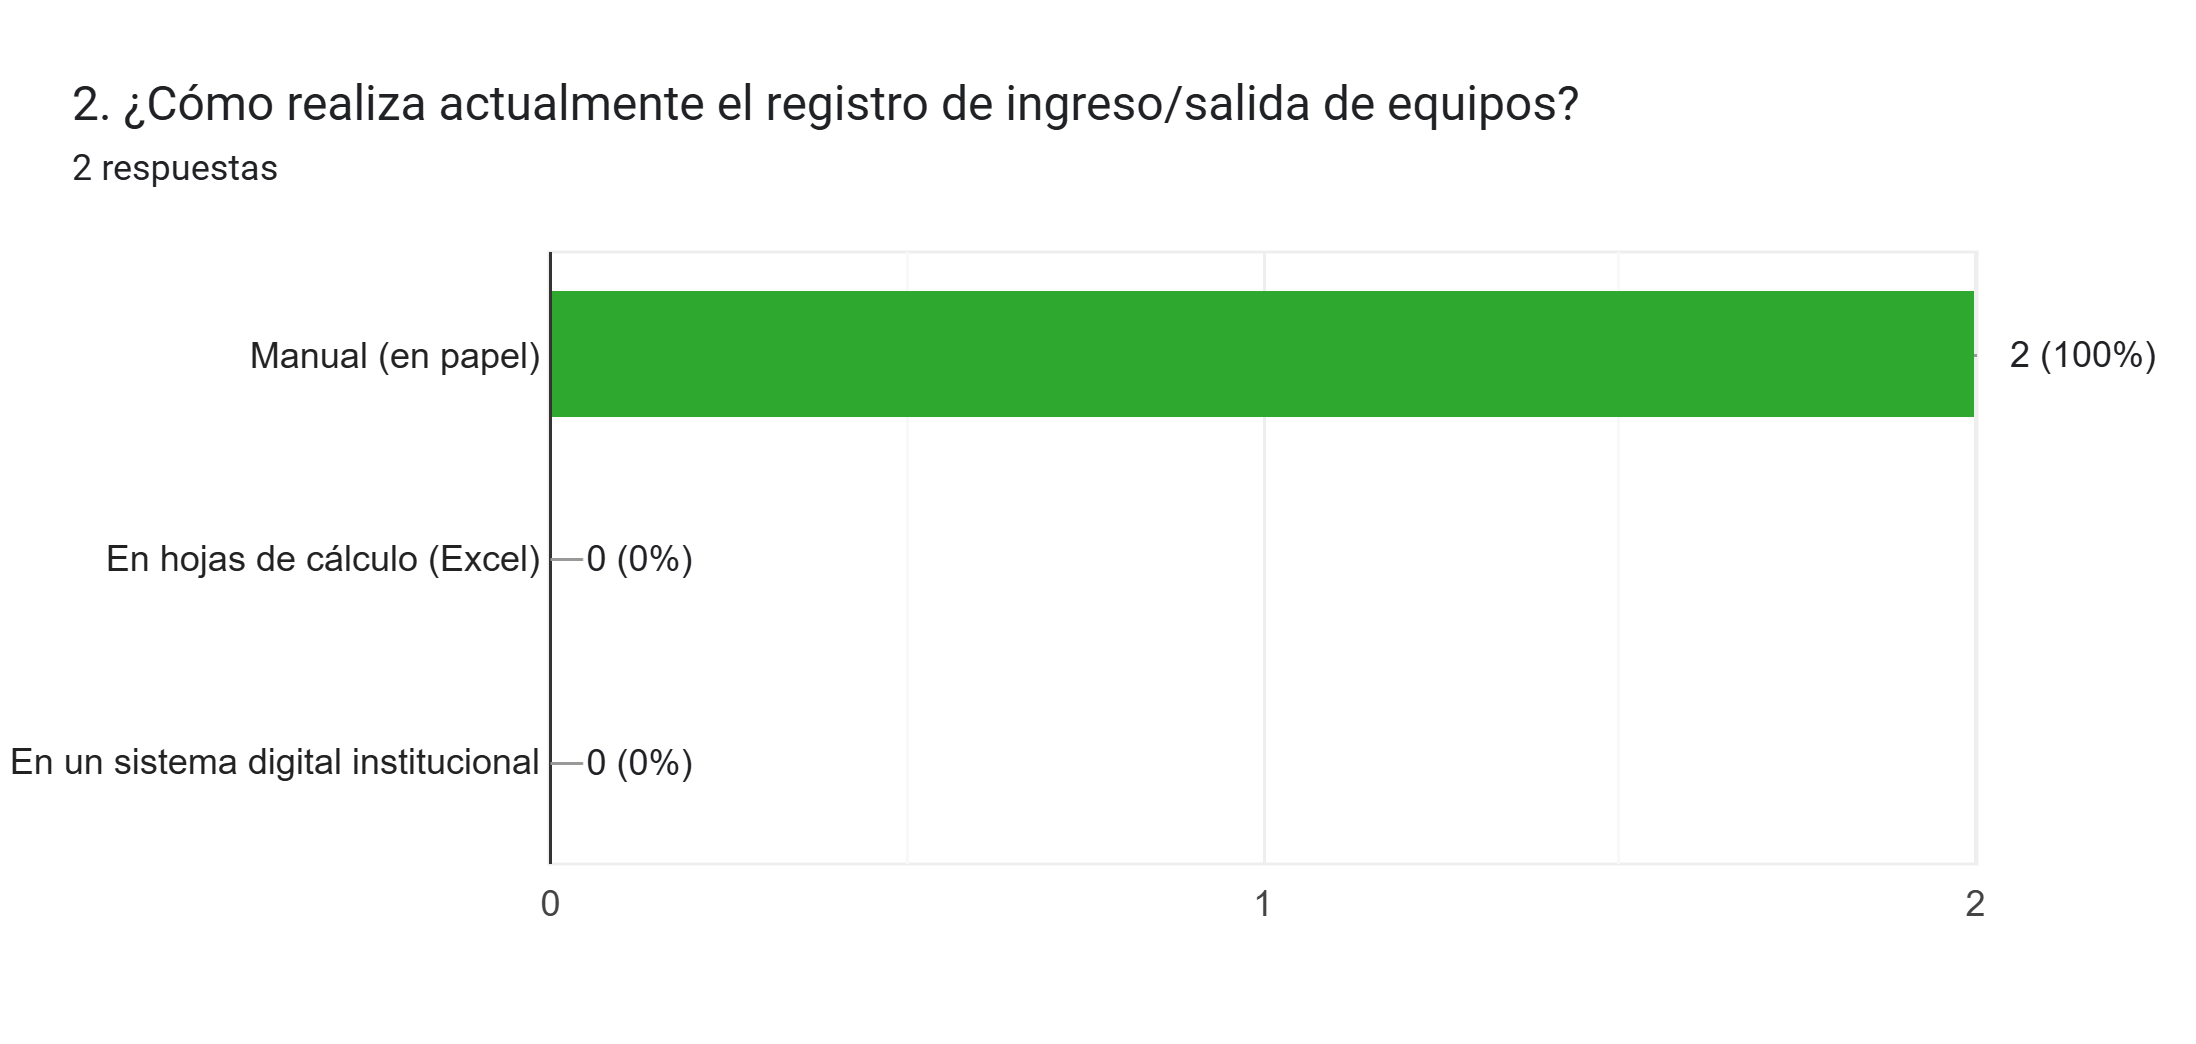 2. ¿Cómo realiza actualmente el registro de ingreso/salida de equipos?
2 respuestas
Manual (en papel)
2 (100%)
En hojas de cálculo (Excel)
0 (0%)
En un sistema digital institucional
0 (0%)
0
1
2